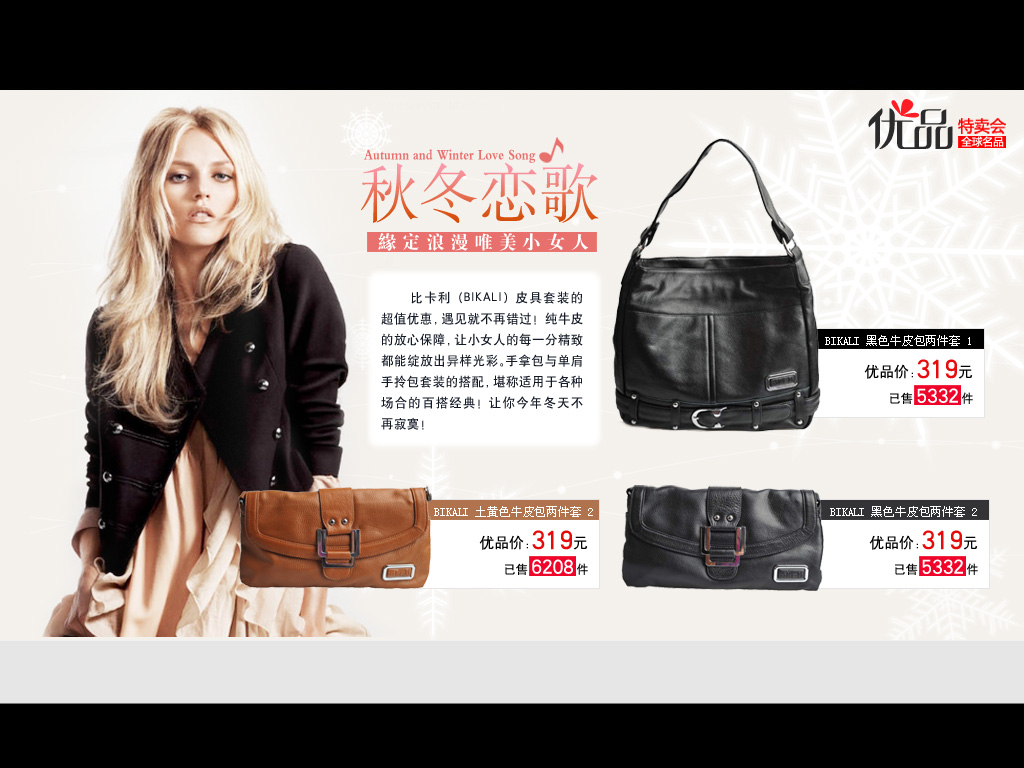 优品 特卖会
全球名品
Autumn and Winter Love Song
秋冬恋歌
緣定浪漫唯美小女人
比卡利（BIKALI）皮具套装的
超值优惠，遇见就不再错过！纯牛皮
的放心保障，让小女人的每一分精致
都能绽放出异样光彩。手拿包与单肩
手拎包套装的搭配，堪称适用于各种
场合的百搭经典！让你今年冬天不
再寂寞！
BIKALI 黑色牛皮包两件套 1
优品价：319元
已售5332件
BIKALI 土黄色牛皮包两件套 2
优品价：319元
已售6208件
BIKALI 黑色牛皮包两件套 2
优品价：319元
已售5332件